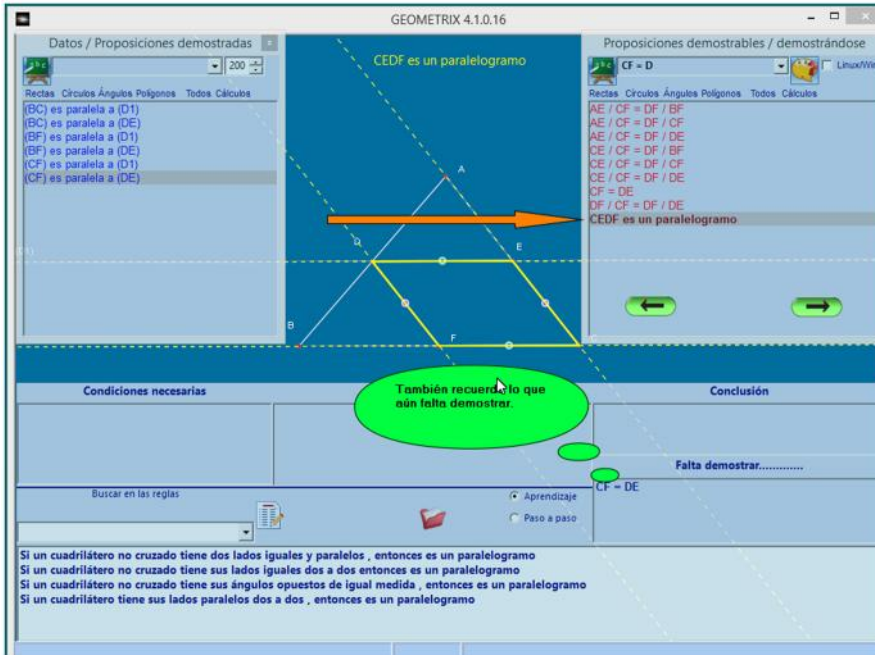 GEOMETRIX 4.1.0.16
Datos / Proposiciones demostradas
200
Rectas Círculos Ángulos Polígonos Todos Cálculos
(BC) es paralela a (D1)
(BC) es paralela a (DE)
(BF) es paralela a (D1)
(BF) es paralela a (DE)
(CF) es paralela a (D1)
(CF) es paralela a (DE)
CEDF es un paralelogramo
A
D
E
B
F
C
(D1)
Proposiciones demostrables / demostrándose
CF = D
Linux/Win
Rectas Círculos Ángulos Polígonos Todos Cálculos
AE / CF = DF / BF
AE / CF = DF / CF
AE / CF = DF / DE
CE / CF = DF / BF
CE / CF = DF / CF
CE / CF = DF / DE
CF = DE
DF / CF = DF / DE
CEDF es un paralelogramo
Condiciones necesarias
También recuerda lo que
aún falta demostrar.
Conclusión
Falta demostrar.............
CF = DE
Buscar en las reglas
Aprendizaje
Paso a paso
Si un cuadrilátero no cruzado tiene dos lados iguales y paralelos , entonces es un paralelogramo
Si un cuadrilátero no cruzado tiene sus lados iguales dos a dos entonces es un paralelogramo
Si un cuadrilátero no cruzado tiene sus ángulos opuestos de igual medida , entonces es un paralelogramo
Si un cuadrilátero tiene sus lados paralelos dos a dos , entonces es un paralelogramo